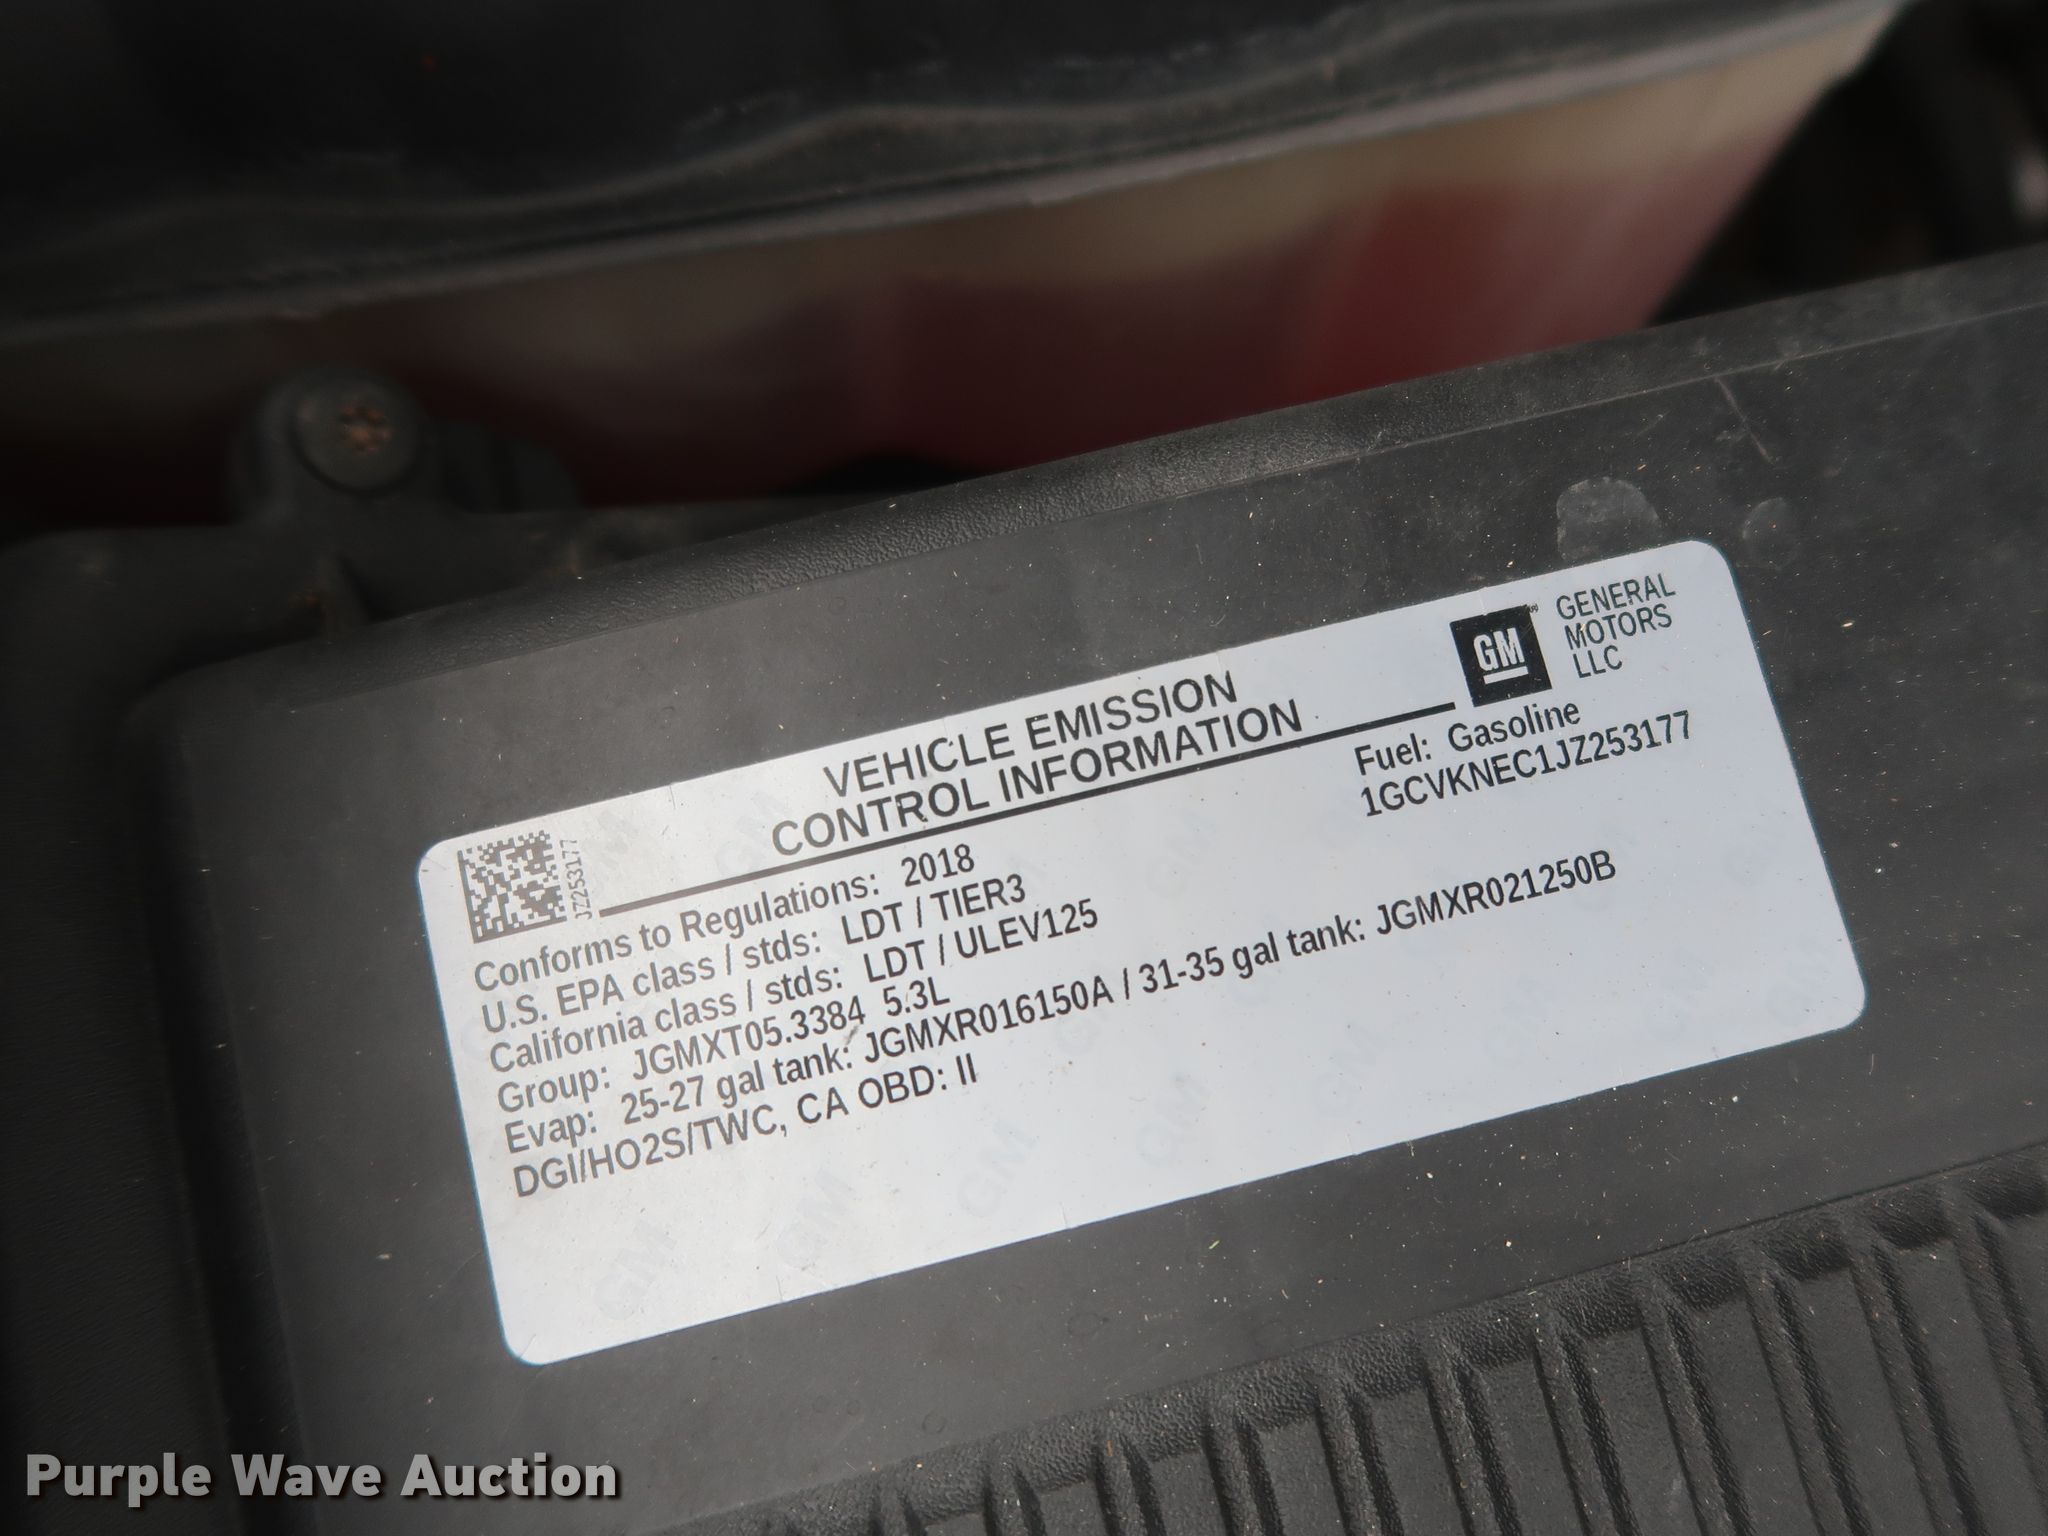 GM
GENERAL
MOTORS
LLC
VEHICLE EMISSION
CONTROL INFORMATION
JZ253177
Fuel: Gasoline
1GCVKNEC1JZ253177
Conforms to Regulations: 2018
U.S. EPA class / stds: LDT / TIER3
California class / stds: LDT / ULEV125
Group: JGMXT05.3384 5.3L
Evap: 25-27 gal tank: JGMXR016150A / 31-35 gal tank: JGMXR021250B
DGI/HO2S/TWC, CA OBD: II
Purple Wave Auction